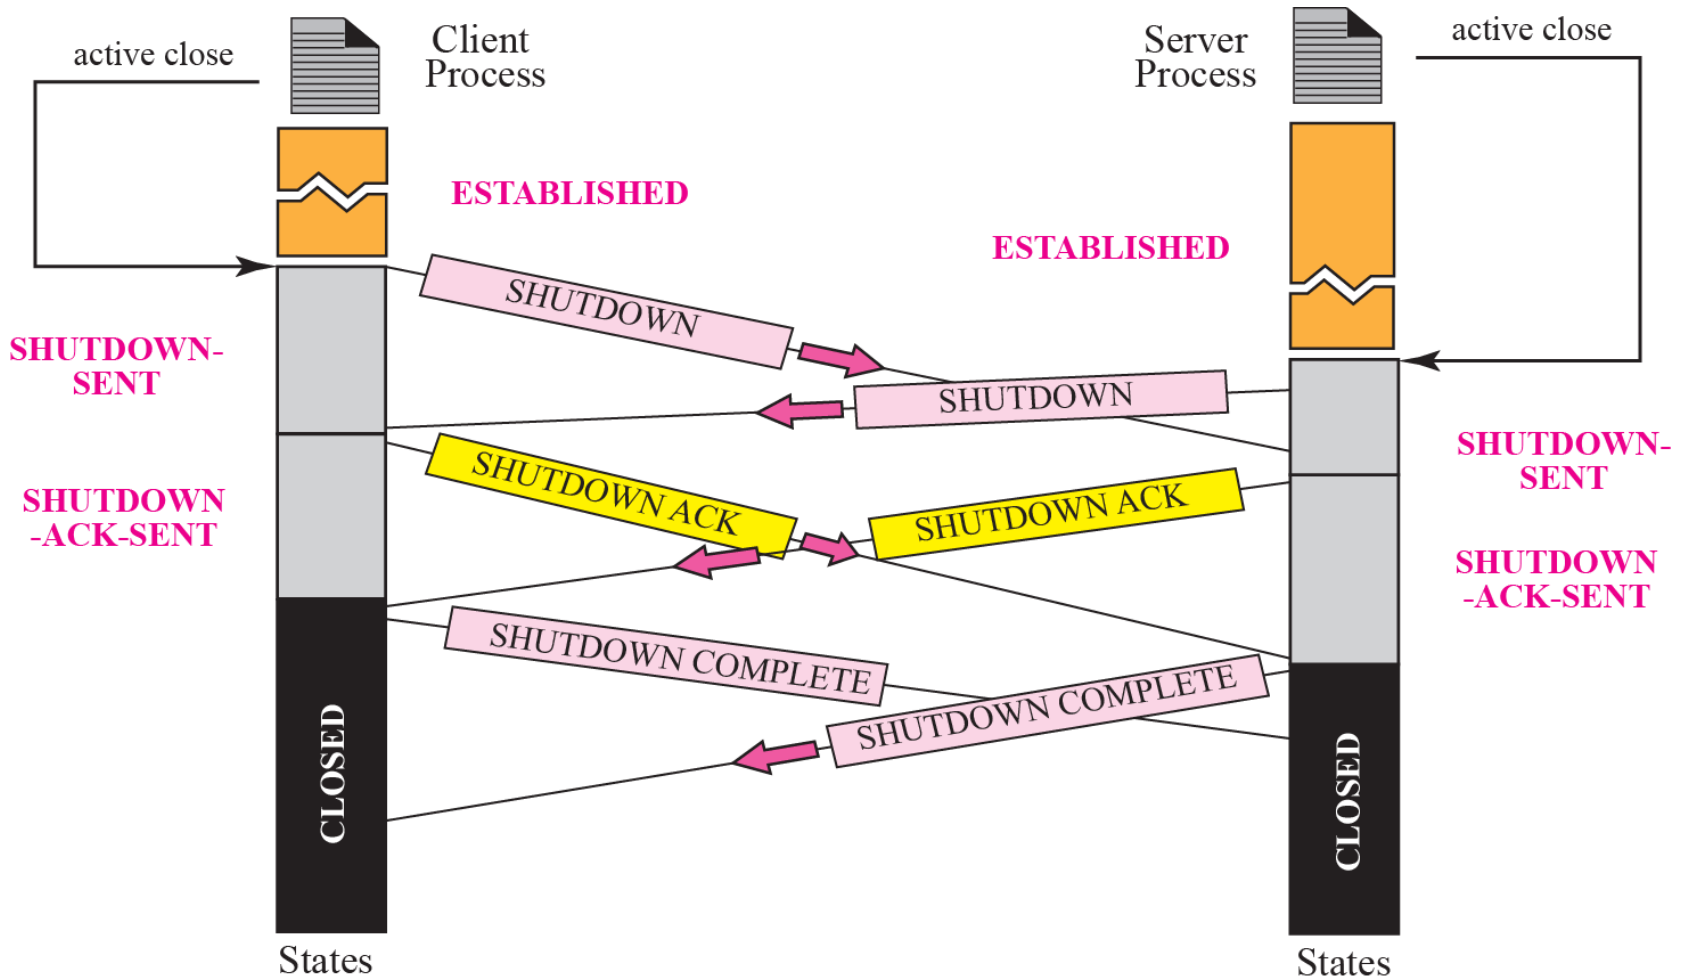 active close
Client
Process
Server
Process
active close
ESTABLISHED
ESTABLISHED
SHUTDOWN
SHUTDOWN-
SENT
SHUTDOWN
SHUTDOWN-
SENT
SHUTDOWN ACK
SHUTDOWN ACK
SHUTDOWN
-ACK-SENT
SHUTDOWN
-ACK-SENT
SHUTDOWN COMPLETE
SHUTDOWN COMPLETE
CLOSED
CLOSED
States
States